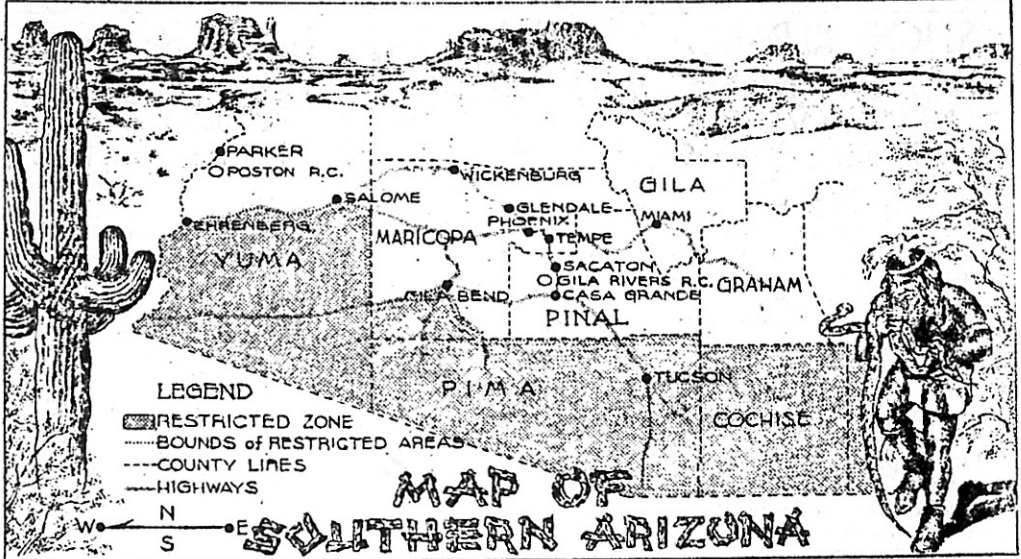 PARKER
POSTON R.C.
WICKENBURG
GILA
SALOME
GLENDALE
EHRENBERG
PHOENIX
MIAMI
MARICOPA
TEMPE
YUMA
SACATON
GILA RIVERS R.C.
GRAHAM
GILA BEND
CASA GRANDE
PINAL
PIMA
TUCSON
COCHISE
LEGEND
RESTRICTED ZONE
BOUNDS of RESTRICTED AREAS
COUNTY LINES
HIGHWAYS
N
W E
S
MAP OF
SOUTHERN ARIZONA